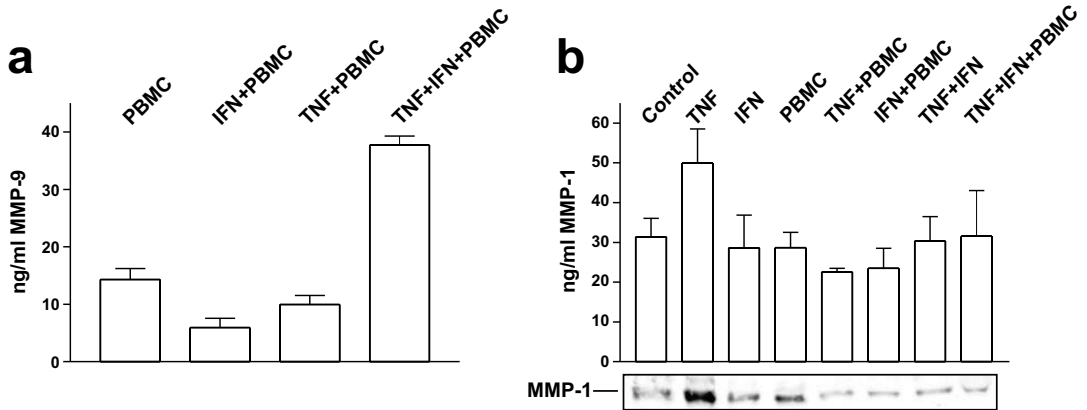 a
PBMC
IFN+PBMC
TNF+PBMC
TNF+IFN+PBMC
ng/ml MMP-9
40
30
20
10
0
b
Control
TNF
IFN
PBMC
TNF+PBMC
IFN+PBMC
TNF+IFN
TNF+IFN+PBMC
ng/ml MMP-1
60
50
40
30
20
10
0
MMP-1